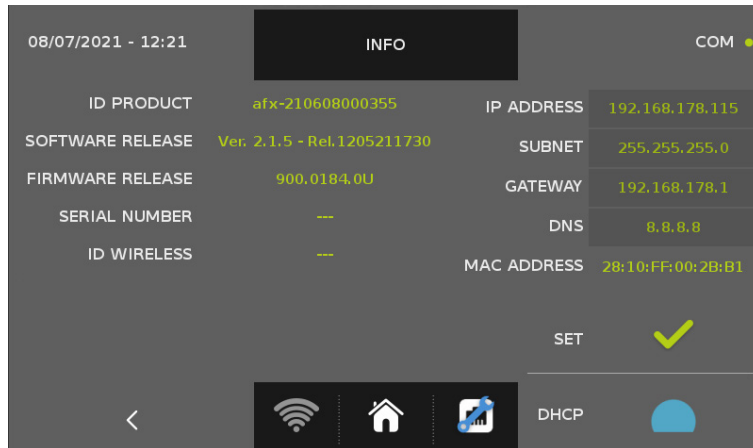 08/07/2021 - 12:21 INFO COM
ID PRODUCT afx-210608000355
SOFTWARE RELEASE Ver. 2.1.5 - Rel.1205211730
FIRMWARE RELEASE 900.0184.0U
SERIAL NUMBER ---
ID WIRELESS ---
IP ADDRESS 192.168.178.115
SUBNET 255.255.255.0
GATEWAY 192.168.178.1
DNS 8.8.8.8
MAC ADDRESS 28:10:FF:00:2B:B1
SET
DHCP